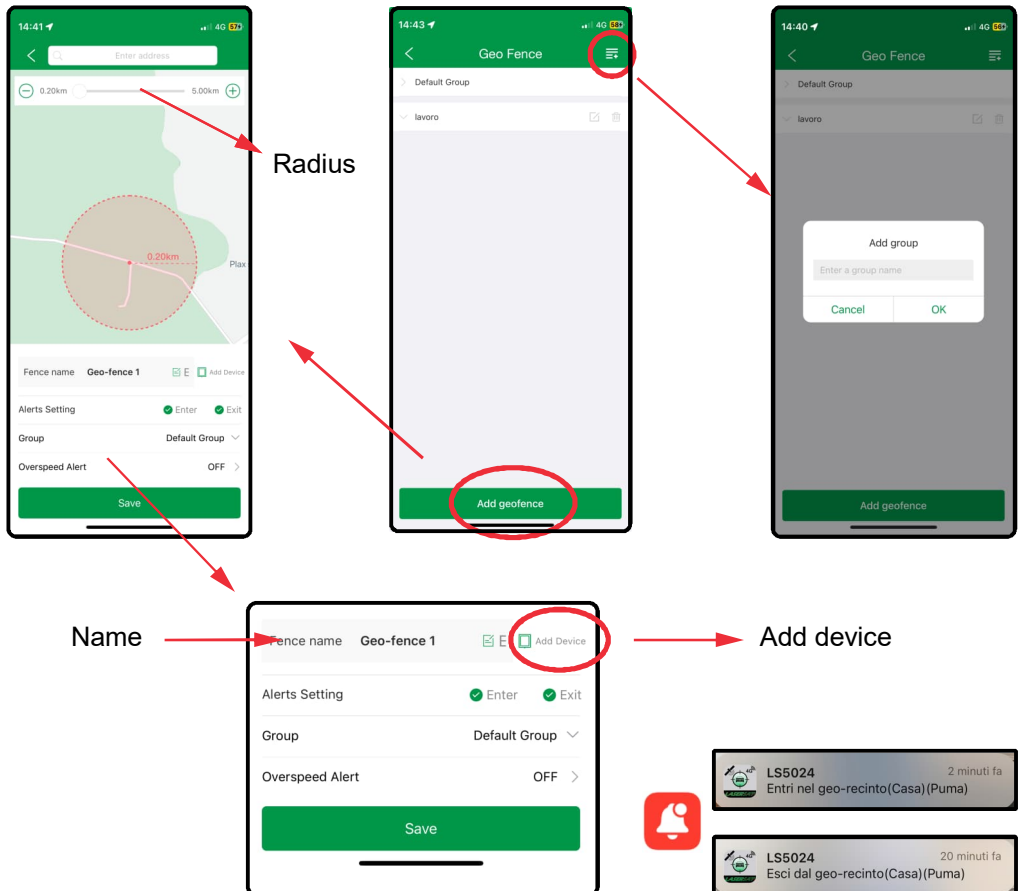 14:41
4G 57
Enter address
0.20km
5.00km
Radius
0.20km
Plax
Fence name Geo-fence 1 E Add Device
Alerts Setting Enter Exit
Group Default Group
Overspeed Alert OFF
Save
14:43
4G 58
Geo Fence
Default Group
lavoro
Add geofence
14:40
4G 56
Geo Fence
Default Group
lavoro
Add group
Enter a group name
Cancel OK
Add geofence
Name
Fence name Geo-fence 1 E Add Device
Add device
Alerts Setting Enter Exit
Group Default Group
Overspeed Alert OFF
Save
LS5024 2 minuti fa
Entri nel geo-recinto(Casa)(Puma)
LS5024 20 minuti fa
Esci dal geo-recinto(Casa)(Puma)